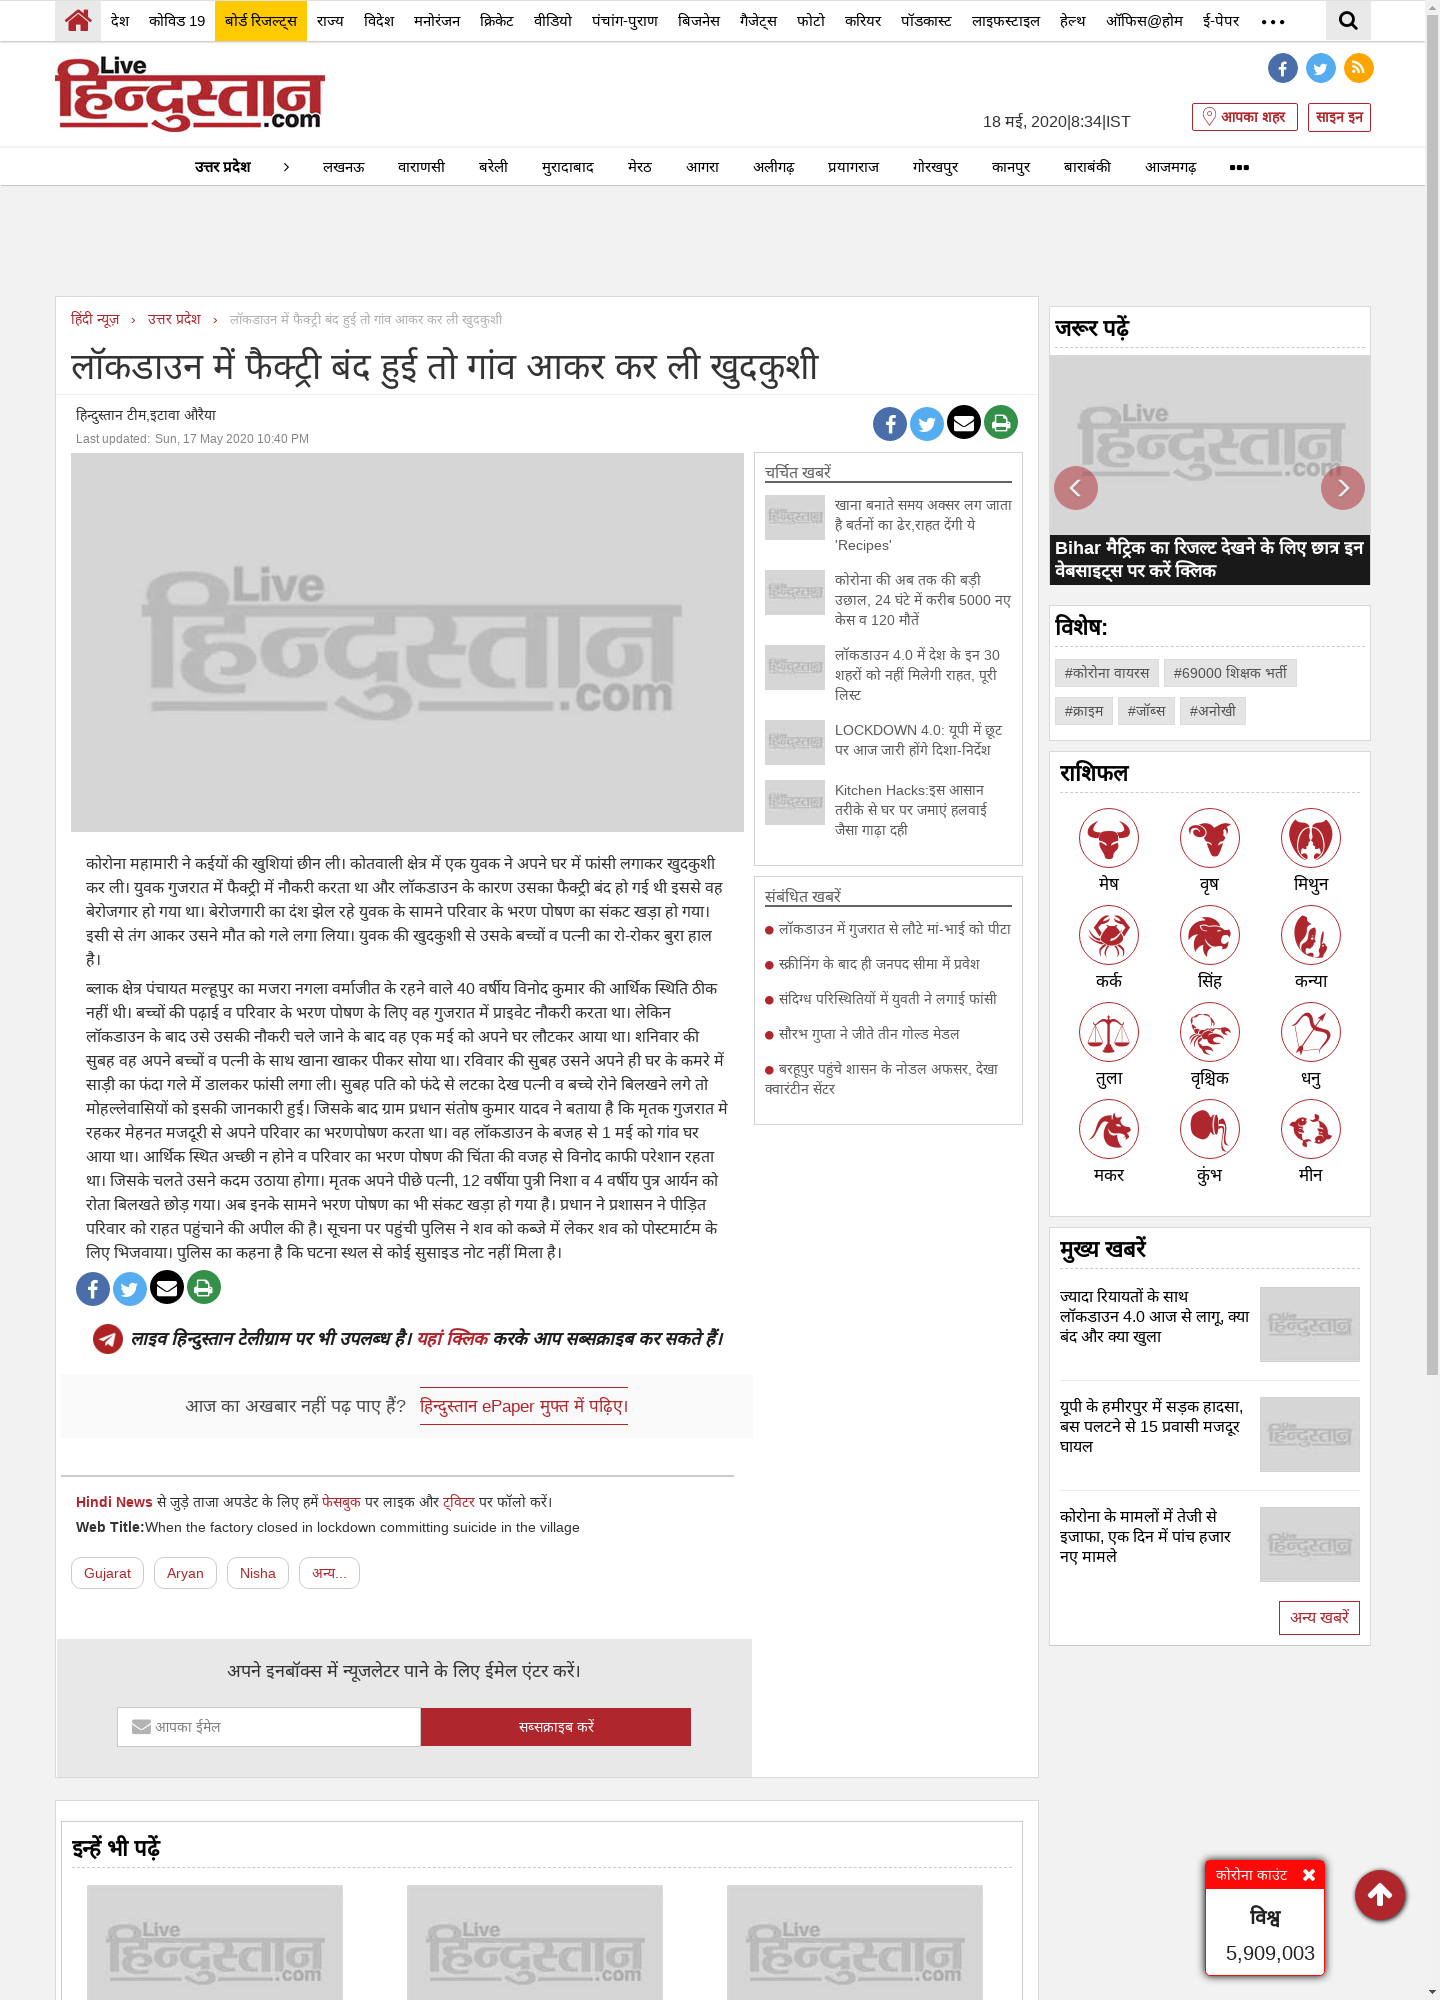 देश कोविड 19 बोर्ड रिजल्ट्स राज्य विदेश मनोरंजन क्रिकेट वीडियो पंचांग-पुराण बिजनेस गैजेट्स फोटो करियर पॉडकास्ट लाइफस्टाइल हेल्थ ऑफिस@होम ई-पेपर
Live
हिन्दुस्तान
.com
18 मई, 2020|8:34|IST
आपका शहर
साइन इन
उत्तर प्रदेश लखनऊ वाराणसी बरेली मुरादाबाद मेरठ आगरा अलीगढ़ प्रयागराज गोरखपुर कानपुर बाराबंकी आजमगढ़
हिंदी न्यूज़ › उत्तर प्रदेश › लॉकडाउन में फैक्ट्री बंद हुई तो गांव आकर कर ली खुदकुशी
लॉकडाउन में फैक्ट्री बंद हुई तो गांव आकर कर ली खुदकुशी
हिन्दुस्तान टीम,इटावा औरैया
Last updated: Sun, 17 May 2020 10:40 PM
Live
हिन्दुस्तान
.com
कोरोना महामारी ने कईयों की खुशियां छीन ली। कोतवाली क्षेत्र में एक युवक ने अपने घर में फांसी लगाकर खुदकुशी
कर ली। युवक गुजरात में फैक्ट्री में नौकरी करता था और लॉकडाउन के कारण उसका फैक्ट्री बंद हो गई थी इससे वह
बेरोजगार हो गया था। बेरोजगारी का दंश झेल रहे युवक के सामने परिवार के भरण पोषण का संकट खड़ा हो गया।
इसी से तंग आकर उसने मौत को गले लगा लिया। युवक की खुदकुशी से उसके बच्चों व पत्नी का रो-रोकर बुरा हाल
है।
ब्लाक क्षेत्र पंचायत मल्हूपुर का मजरा नगला वर्माजीत के रहने वाले 40 वर्षीय विनोद कुमार की आर्थिक स्थिति ठीक
नहीं थी। बच्चों की पढ़ाई व परिवार के भरण पोषण के लिए वह गुजरात में प्राइवेट नौकरी करता था। लेकिन
लॉकडाउन के बाद उसे उसकी नौकरी चले जाने के बाद वह एक मई को अपने घर लौटकर आया था। शनिवार की
सुबह वह अपने बच्चों व पत्नी के साथ खाना खाकर पीकर सोया था। रविवार की सुबह उसने अपने ही घर के कमरे में
साड़ी का फंदा गले में डालकर फांसी लगा ली। सुबह पति को फंदे से लटका देख पत्नी व बच्चे रोने बिलखने लगे तो
मोहल्लेवासियों को इसकी जानकारी हुई। जिसके बाद ग्राम प्रधान संतोष कुमार यादव ने बताया है कि मृतक गुजरात मे
रहकर मेहनत मजदूरी से अपने परिवार का भरणपोषण करता था। वह लॉकडाउन के बजह से 1 मई को गांव घर
आया था। आर्थिक स्थित अच्छी न होने व परिवार का भरण पोषण की चिंता की वजह से विनोद काफी परेशान रहता
था। जिसके चलते उसने कदम उठाया होगा। मृतक अपने पीछे पत्नी, 12 वर्षीया पुत्री निशा व 4 वर्षीय पुत्र आर्यन को
रोता बिलखते छोड़ गया। अब इनके सामने भरण पोषण का भी संकट खड़ा हो गया है। प्रधान ने प्रशासन ने पीड़ित
परिवार को राहत पहुंचाने की अपील की है। सूचना पर पहुंची पुलिस ने शव को कब्जे में लेकर शव को पोस्टमार्टम के
लिए भिजवाया। पुलिस का कहना है कि घटना स्थल से कोई सुसाइड नोट नहीं मिला है।
लाइव हिन्दुस्तान टेलीग्राम पर भी उपलब्ध है। यहां क्लिक करके आप सब्सक्राइब कर सकते हैं।
आज का अखबार नहीं पढ़ पाए हैं? हिन्दुस्तान ePaper मुफ्त में पढ़िए।
Hindi News से जुड़े ताजा अपडेट के लिए हमें फेसबुक पर लाइक और ट्विटर पर फॉलो करें।
Web Title:When the factory closed in lockdown committing suicide in the village
Gujarat Aryan Nisha अन्य...
अपने इनबॉक्स में न्यूजलेटर पाने के लिए ईमेल एंटर करें।
आपका ईमेल
सब्सक्राइब करें
चर्चित खबरें
खाना बनाते समय अक्सर लग जाता
है बर्तनों का ढेर,राहत देंगी ये
'Recipes'
कोरोना की अब तक की बड़ी
उछाल, 24 घंटे में करीब 5000 नए
केस व 120 मौतें
लॉकडाउन 4.0 में देश के इन 30
शहरों को नहीं मिलेगी राहत, पूरी
लिस्ट
LOCKDOWN 4.0: यूपी में छूट
पर आज जारी होंगे दिशा-निर्देश
Kitchen Hacks:इस आसान
तरीके से घर पर जमाएं हलवाई
जैसा गाढ़ा दही
संबंधित खबरें
लॉकडाउन में गुजरात से लौटे मां-भाई को पीटा
स्क्रीनिंग के बाद ही जनपद सीमा में प्रवेश
संदिग्ध परिस्थितियों में युवती ने लगाई फांसी
सौरभ गुप्ता ने जीते तीन गोल्ड मेडल
बरहूपुर पहुंचे शासन के नोडल अफसर, देखा
क्वारंटीन सेंटर
जरूर पढ़ें
Live
हिन्दुस्तान
.com
Bihar मैट्रिक का रिजल्ट देखने के लिए छात्र इन
वेबसाइट्स पर करें क्लिक
विशेष:
#कोरोना वायरस #69000 शिक्षक भर्ती
#क्राइम #जॉब्स #अनोखी
राशिफल
मेष वृष मिथुन
कर्क सिंह कन्या
तुला वृश्चिक धनु
मकर कुंभ मीन
मुख्य खबरें
ज्यादा रियायतों के साथ
लॉकडाउन 4.0 आज से लागू, क्या
बंद और क्या खुला
यूपी के हमीरपुर में सड़क हादसा,
बस पलटने से 15 प्रवासी मजदूर
घायल
कोरोना के मामलों में तेजी से
इजाफा, एक दिन में पांच हजार
नए मामले
अन्य खबरें
इन्हें भी पढ़ें
Live Live Live
हिन्दुस्तान हिन्दुस्तान हिन्दुस्तान
.com .com .com
कोरोना काउंट
विश्व
5,909,003